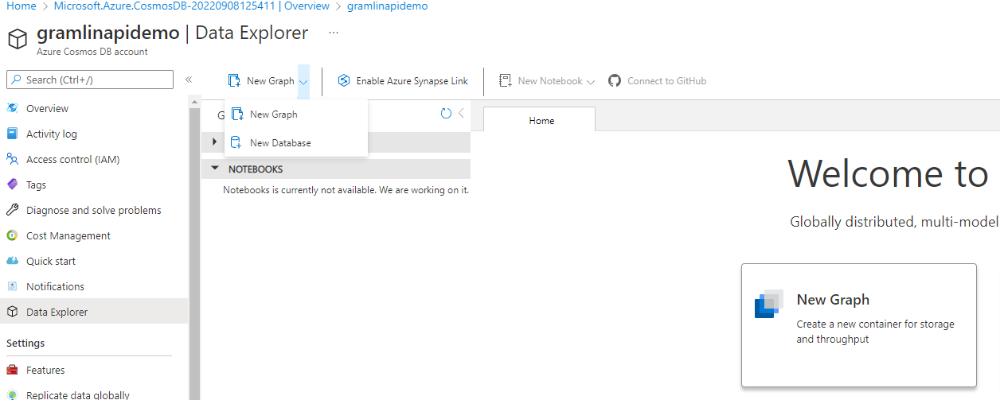 Home > Microsoft.Azure.CosmosDB-20220908125411 | Overview > gramlinapidemo
gramlinapidemo | Data Explorer ...
Azure Cosmos DB account
Search (Ctrl+/)
«
New Graph
Enable Azure Synapse Link
New Notebook
Connect to GitHub
Overview
Activity log
Access control (IAM)
Tags
Diagnose and solve problems
Cost Management
Quick start
Notifications
Data Explorer
Settings
Features
Replicate data globally
G
New Graph
New Database
NOTEBOOKS
Notebooks is currently not available. We are working on it.
Home
Welcome to
Globally distributed, multi-model
New Graph
Create a new container for storage
and throughput